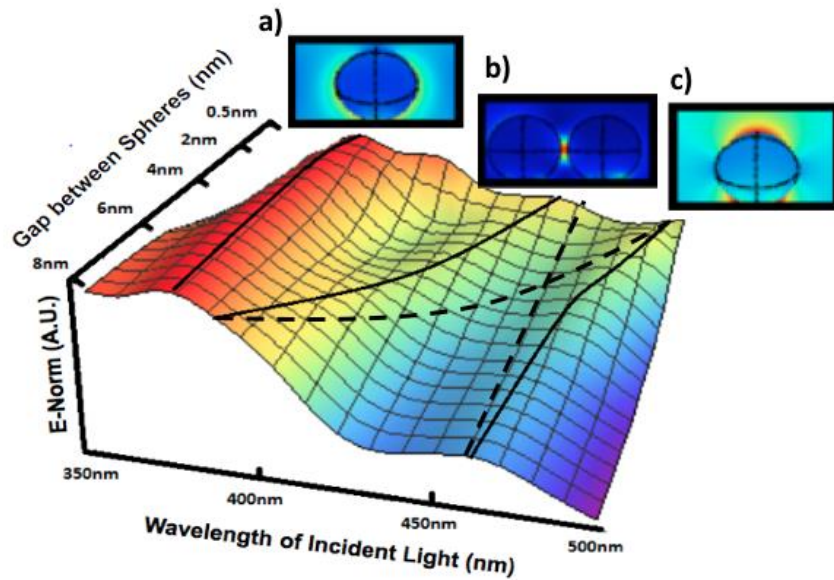 a)
b)
c)
Gap between Spheres (nm)
0.5nm
2nm
4nm
6nm
8nm
E-Norm (A.U.)
350nm
400nm
450nm
500nm
Wavelength of Incident Light (nm)